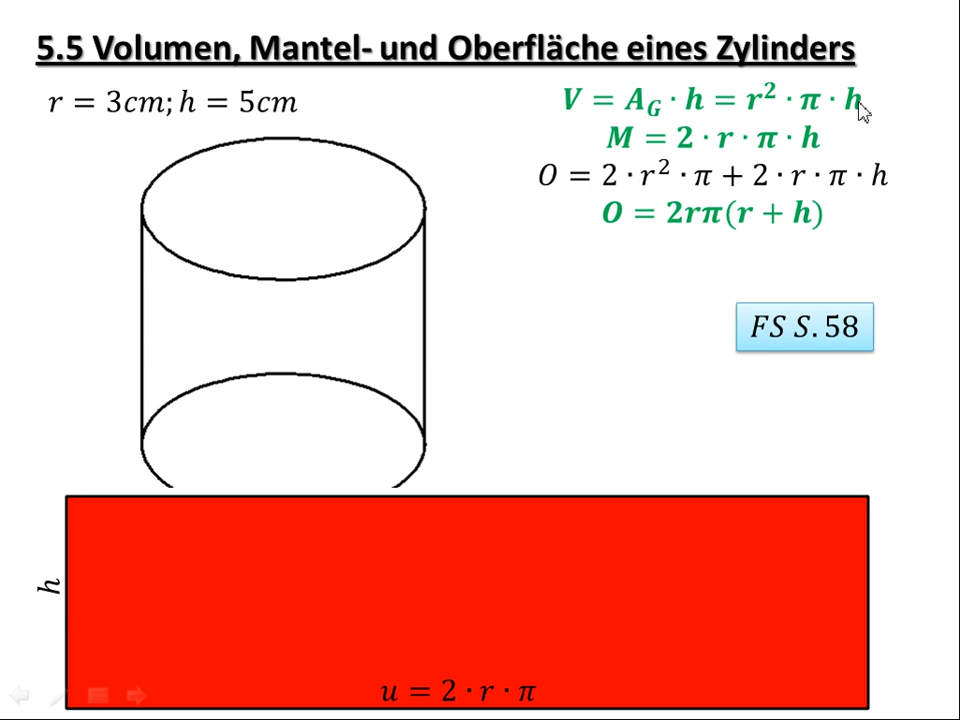 5.5 Volumen, Mantel- und Oberfläche eines Zylinders
r = 3cm; h = 5cm
V = A_G · h = r² · π · h
M = 2 · r · π · h
O = 2 · r² · π + 2 · r · π · h
O = 2rπ(r + h)
FS S. 58
h
u = 2 · r · π